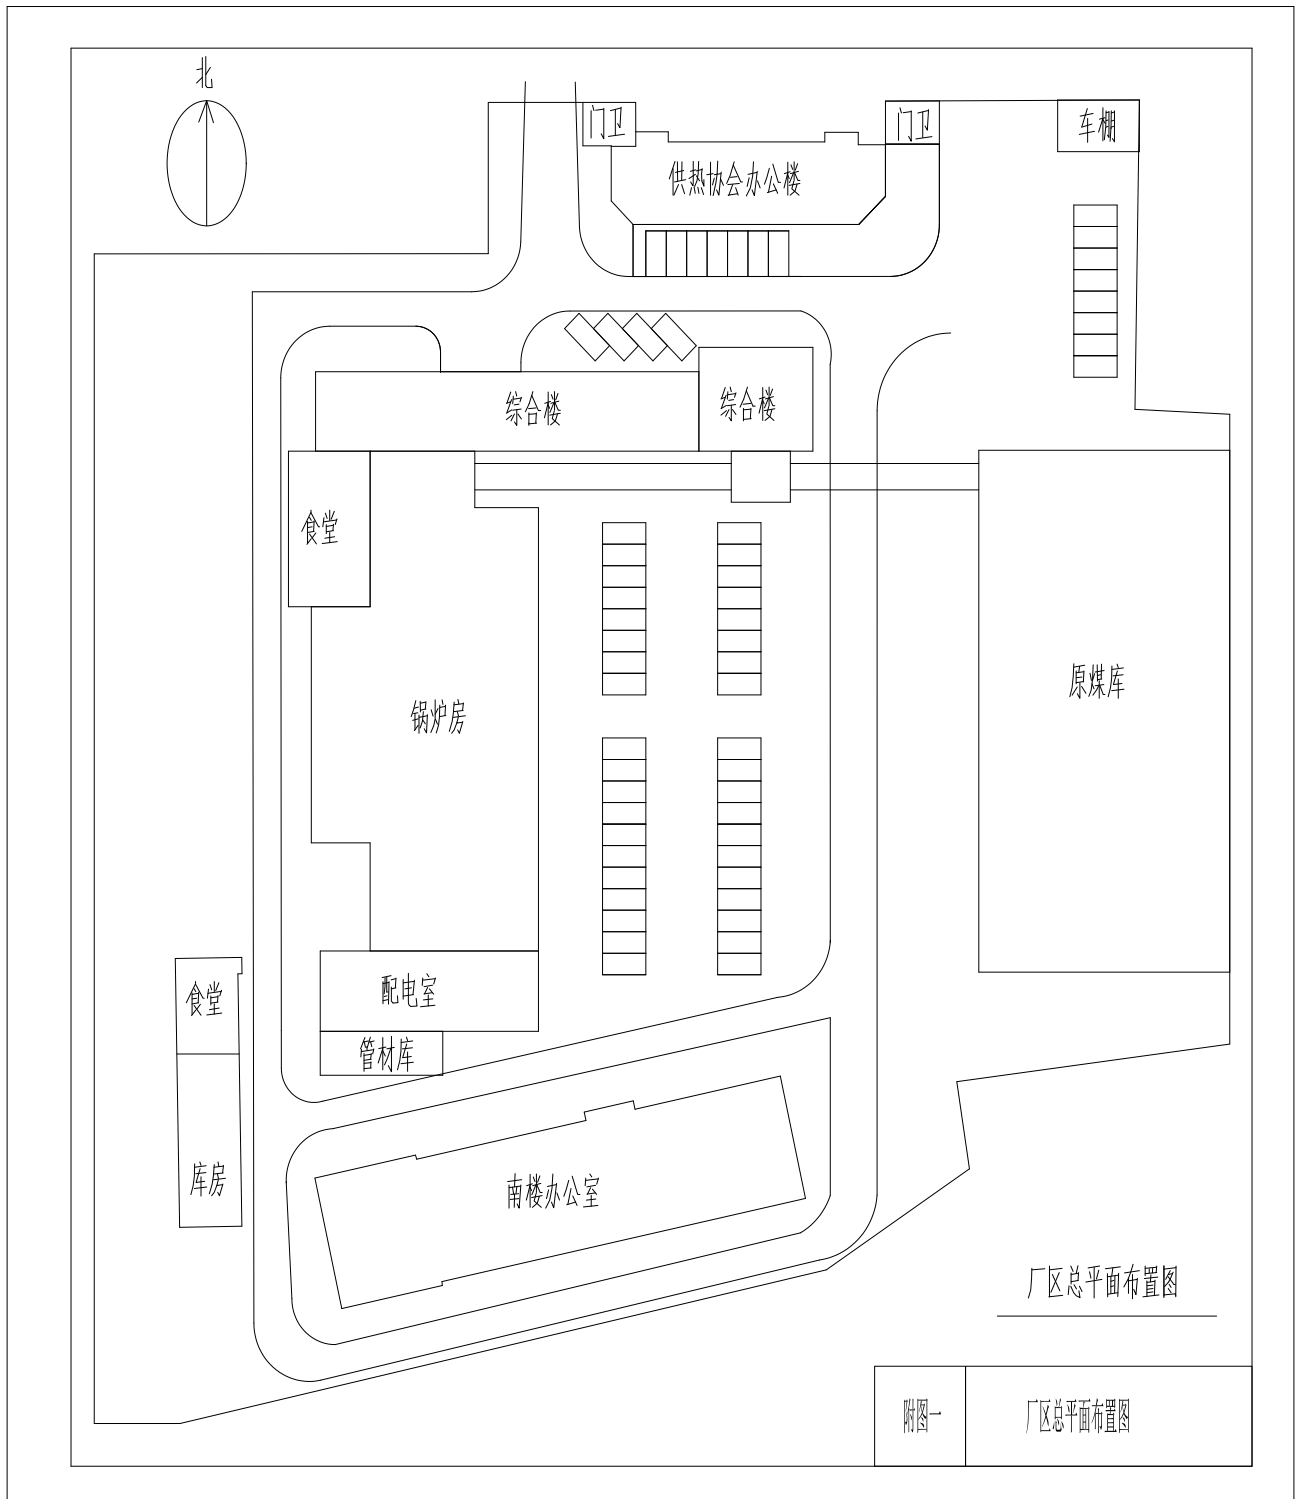 北
门卫
门卫
车棚
供热协会办公楼
综合楼
综合楼
食堂
原煤库
锅炉房
配电室
食堂
管材库
库房
南楼办公室
厂区总平面布置图
附图一
厂区总平面布置图